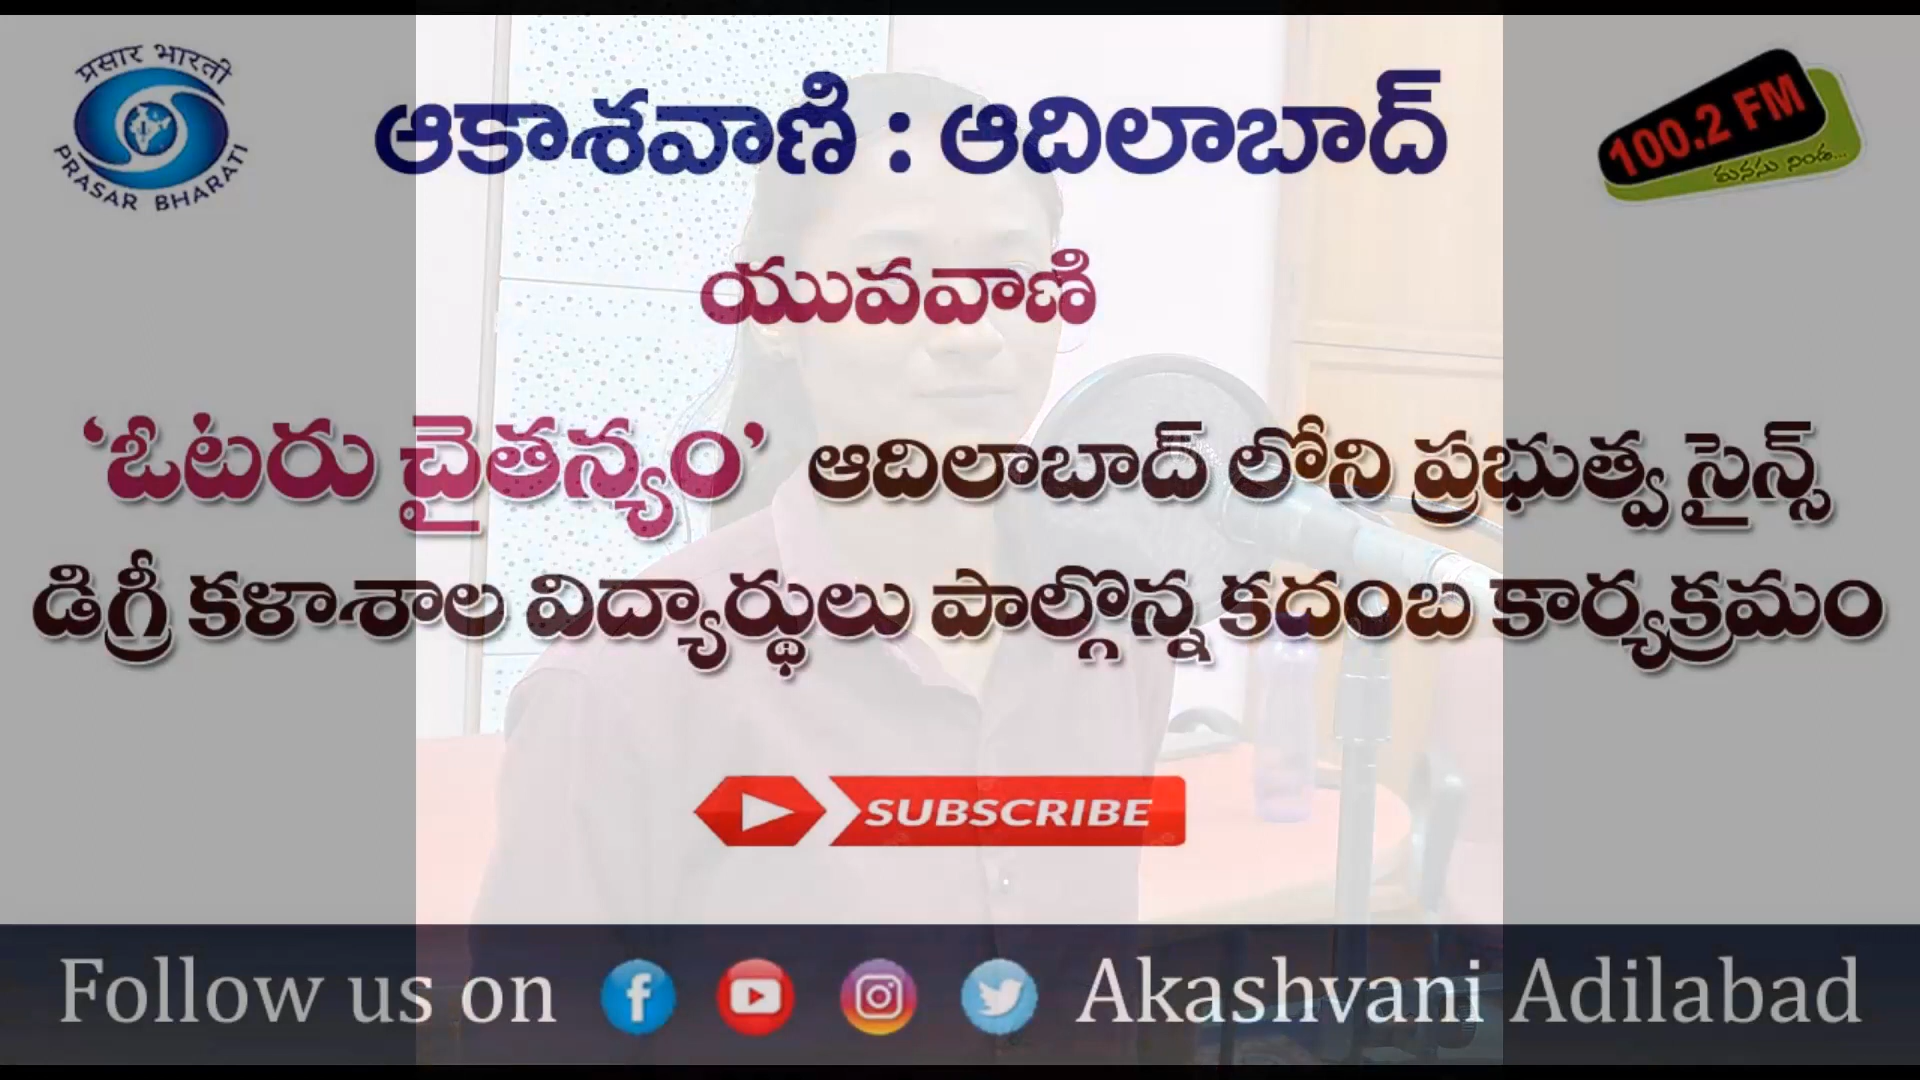 प्रसार भारती
PRASAR BHARATI
ఆకాశవాణి : ఆదిలాబాద్
100.2 FM
మనసు నిండా...
యువవాణి
‘ఓటరు చైతన్యం’ ఆదిలాబాద్ లోని ప్రభుత్వ సైన్స్
డిగ్రీ కళాశాల విద్యార్థులు పాల్గొన్న కదంబ కార్యక్రమం
SUBSCRIBE
Follow us on Akashvani Adilabad